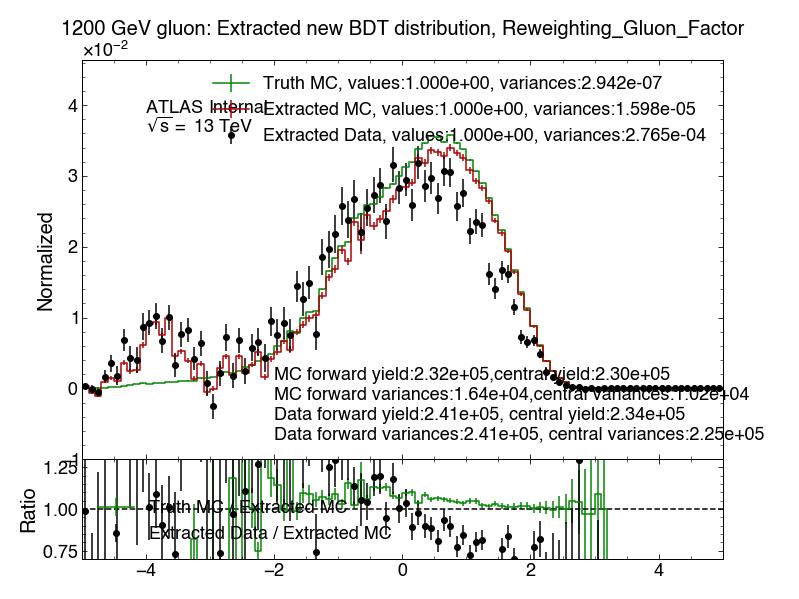 1200 GeV gluon: Extracted new BDT distribution, Reweighting_Gluon_Factor
×10⁻²
Truth MC, values:1.000e+00, variances:2.942e-07
ATLAS Internal
Extracted MC, values:1.000e+00, variances:1.598e-05
√s = 13 TeV
Extracted Data, values:1.000e+00, variances:2.765e-04
4
3
2
1
0
Normalized
MC forward yield:2.32e+05,central yield:2.30e+05
MC forward variances:1.64e+04,central variances:1.02e+04
Data forward yield:2.41e+05, central yield:2.34e+05
Data forward variances:2.41e+05, central variances:2.25e+05
1
1.25
1.00
0.75
Ratio
Truth MC / Extracted MC
Extracted Data / Extracted MC
−4 −2 0 2 4